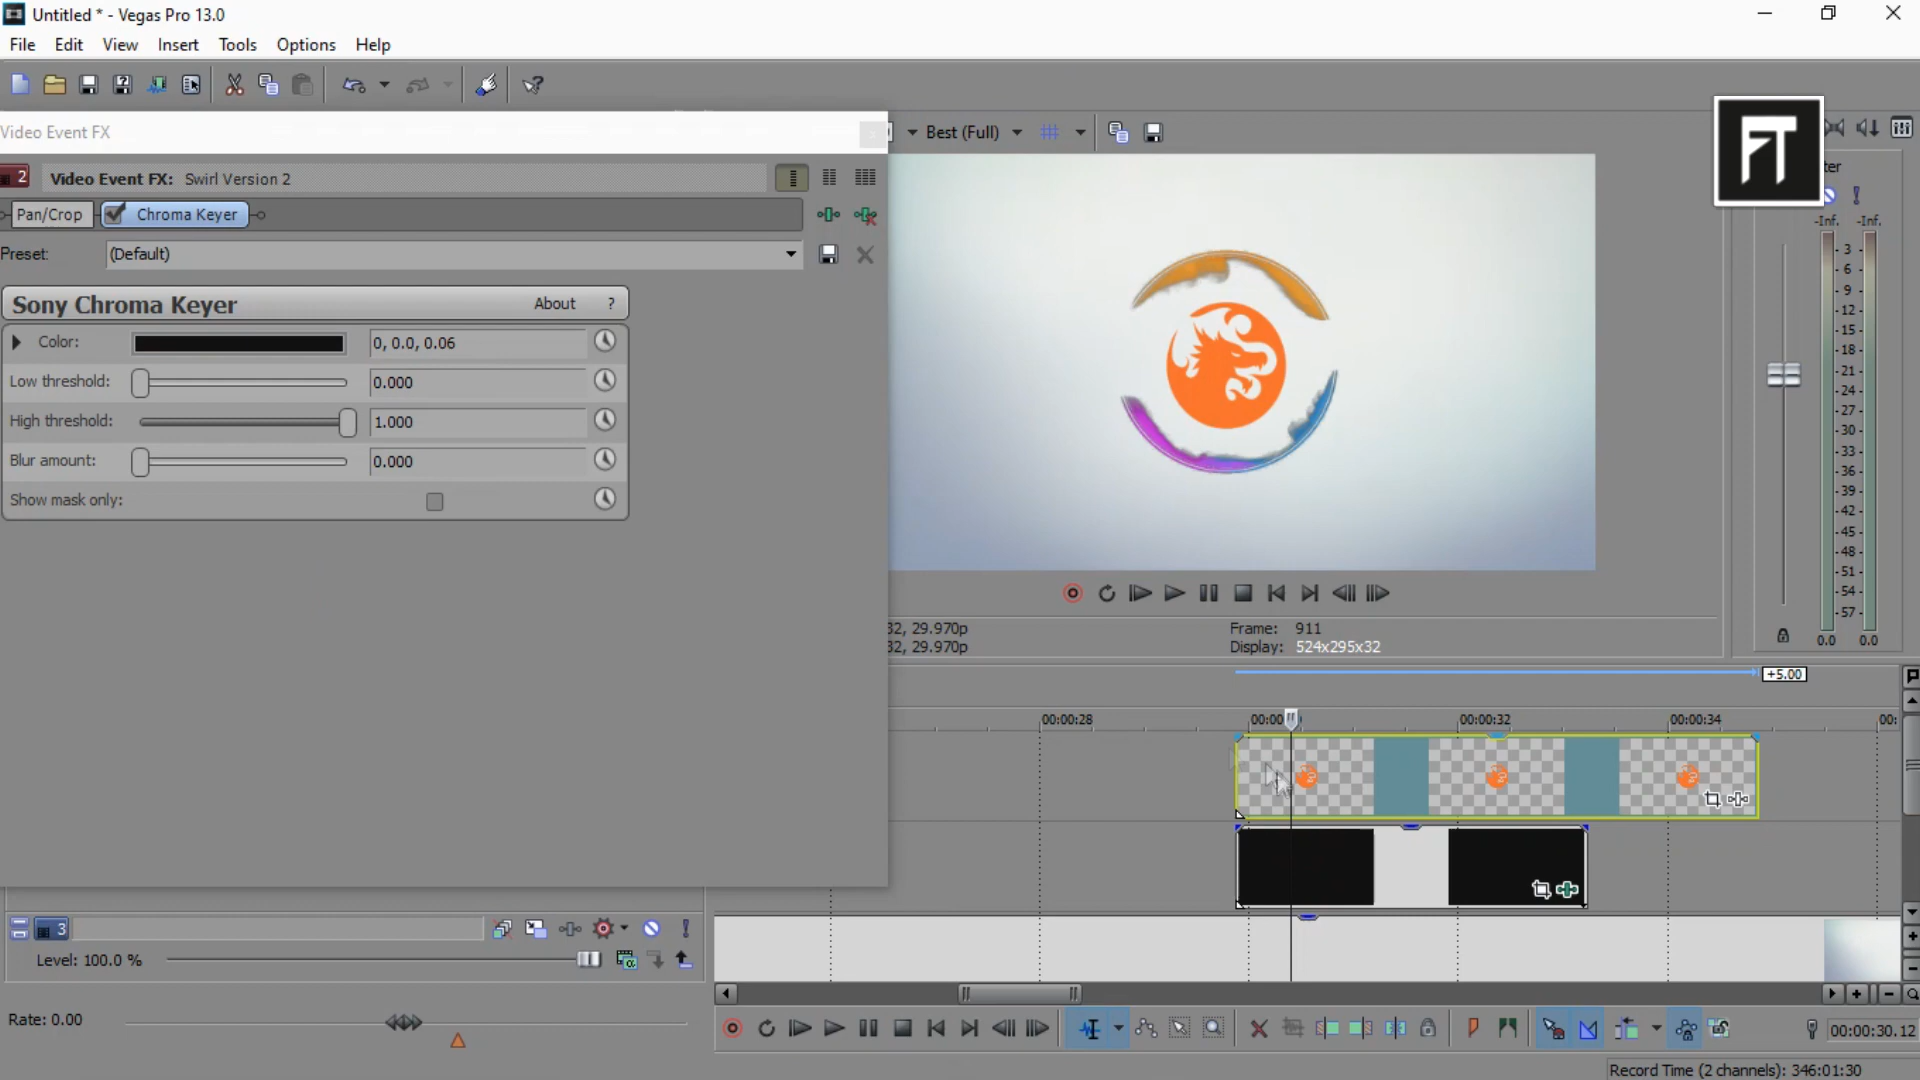 Untitled * - Vegas Pro 13.0
File Edit View Insert Tools Options Help
Video Event FX
Best (Full)
FT
2 Video Event FX: Swirl Version 2
Pan/Crop Chroma Keyer
Preset: (Default)
Sony Chroma Keyer About ?
Color: 0, 0.0, 0.06
Low threshold: 0.000
High threshold: 1.000
Blur amount: 0.000
Show mask only:
ter
-Inf. -Inf.
- 3 -
- 6 -
- 9 -
-12 -
-15 -
-18 -
-21 -
-24 -
-27 -
-30 -
-33 -
-36 -
-39 -
-42 -
-45 -
-48 -
-51 -
-54 -
-57 -
0.0 0.0
32, 29.970p
Frame: 911
32, 29.970p
Display: 524x295x32
+5.00
00:00:28 00:00 00:00:32 00:00:34 00:
3
Level: 100.0 %
Rate: 0.00
00:00:30.12
Record Time (2 channels): 346:01:30